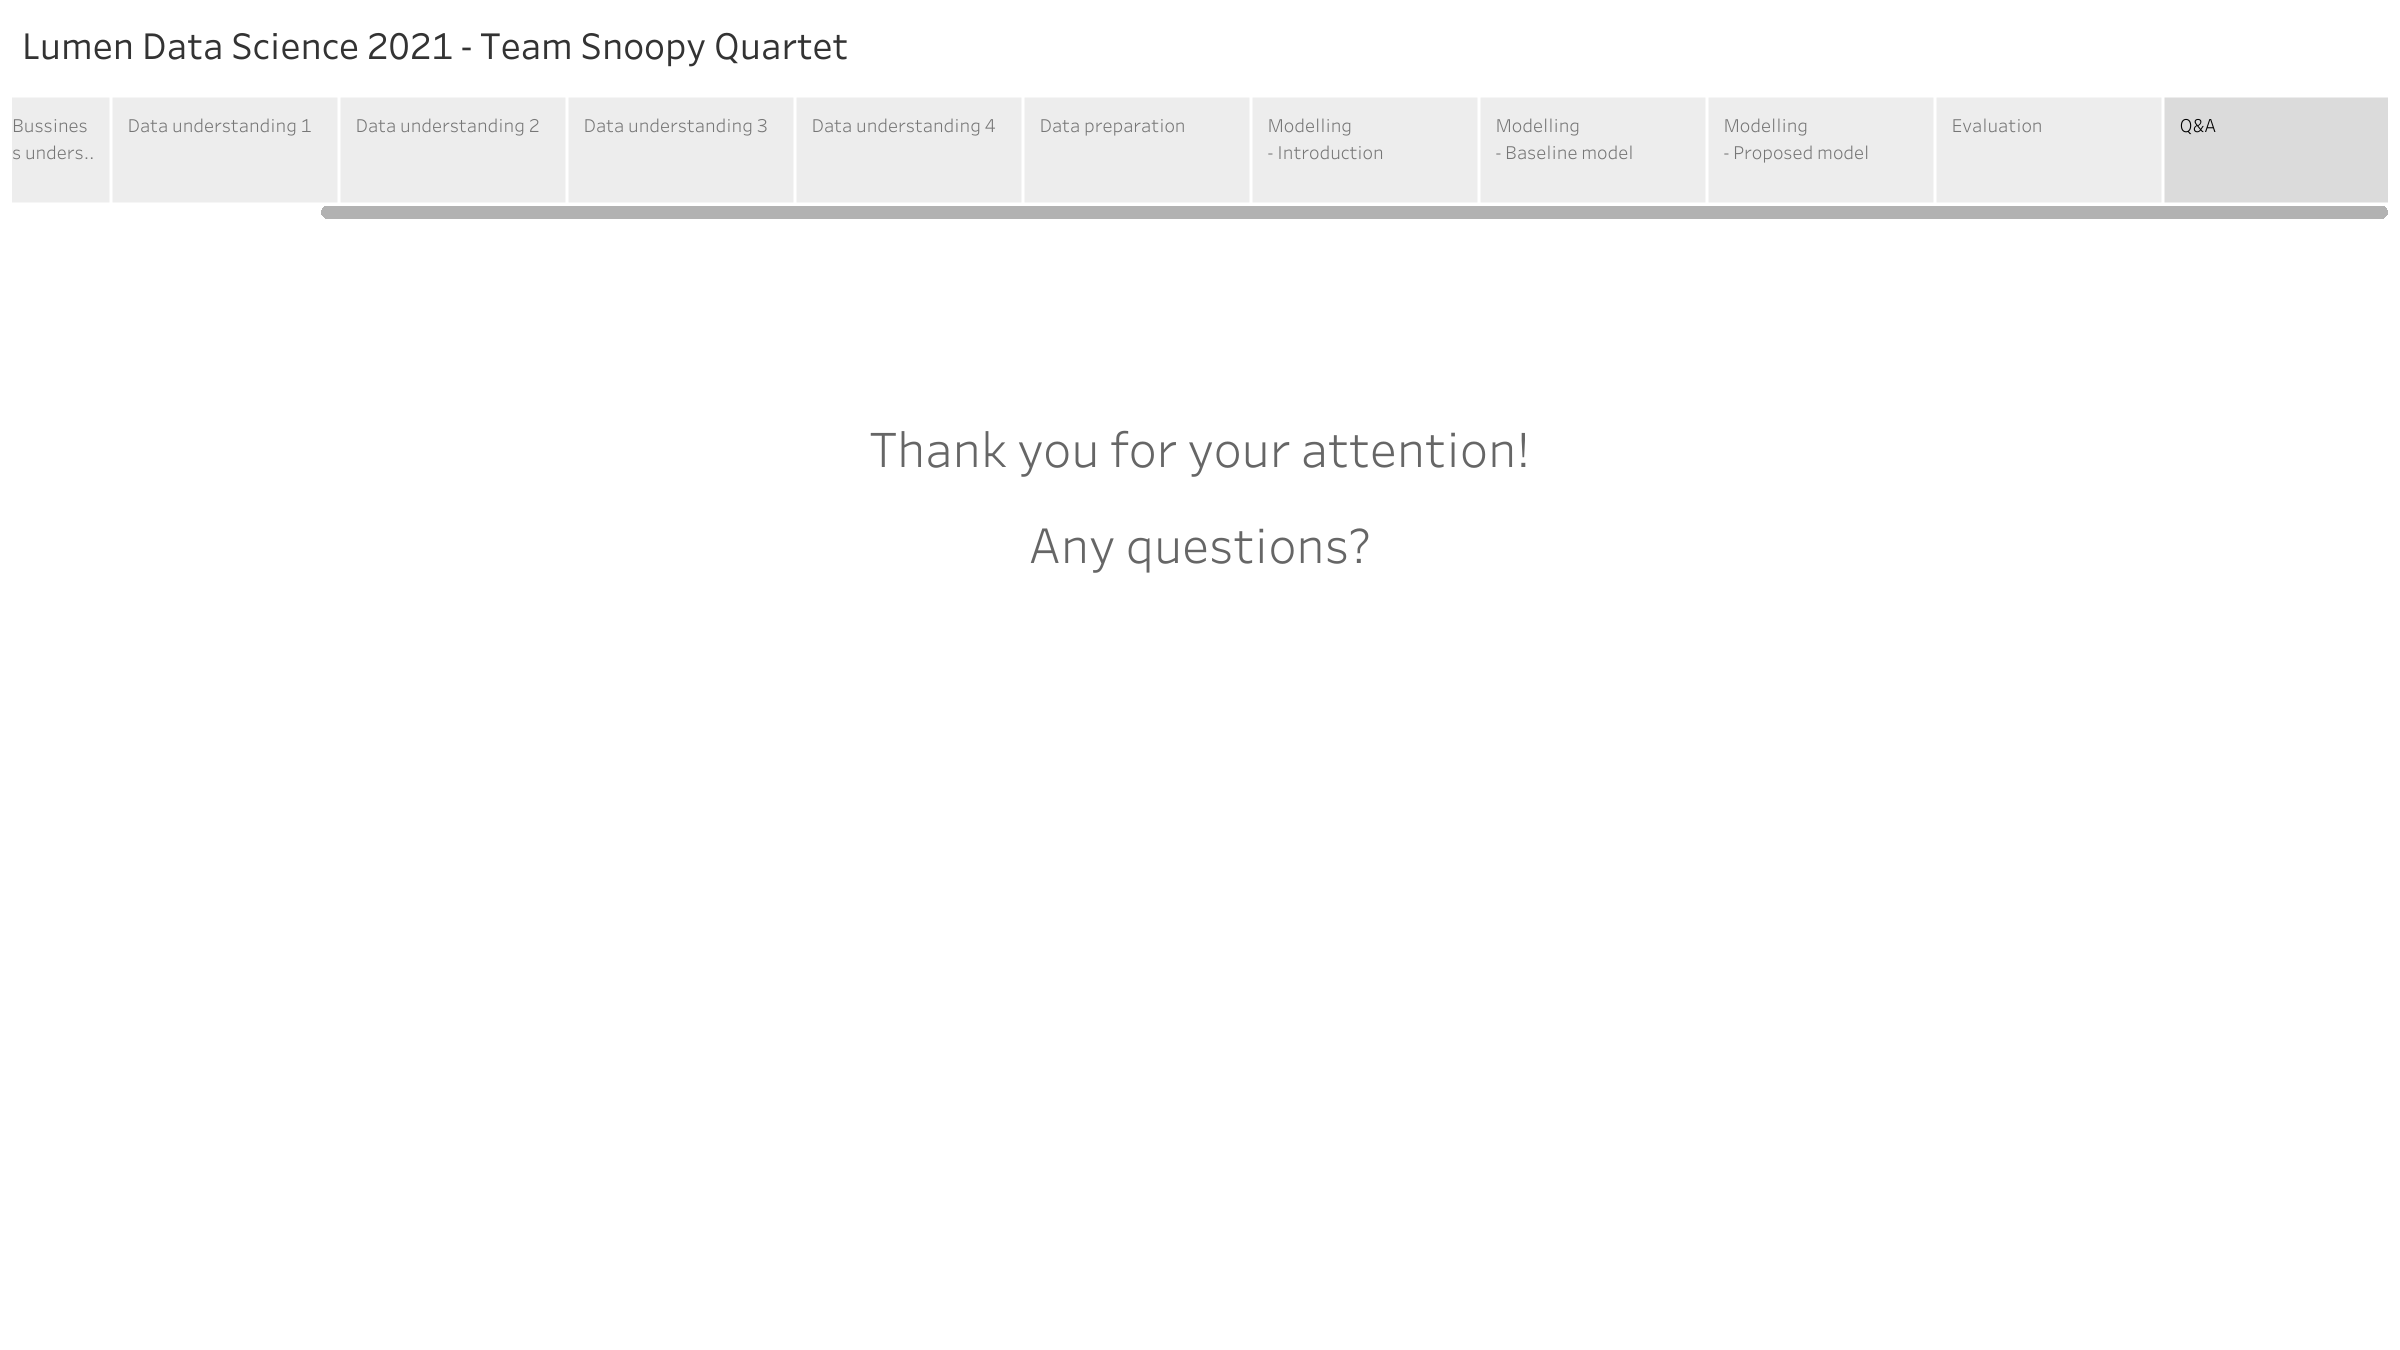 Lumen Data Science 2021 - Team Snoopy Quartet
Bussines
s unders..
Data understanding 1
Data understanding 2
Data understanding 3
Data understanding 4
Data preparation
Modelling
- Introduction
Modelling
- Baseline model
Modelling
- Proposed model
Evaluation
Q&A
Thank you for your attention!
Any questions?